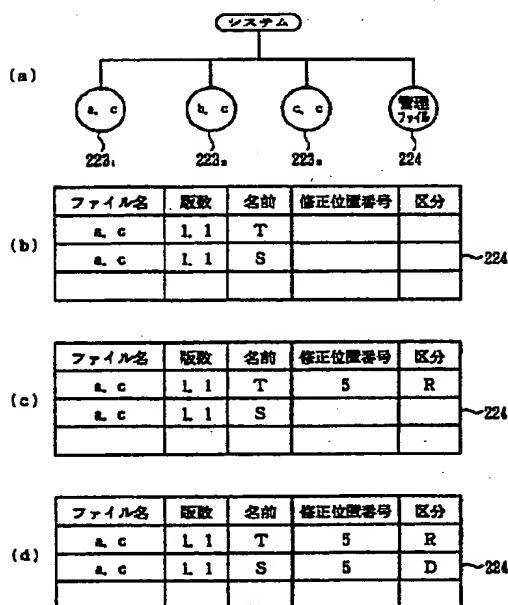 システム
(a)
a. c
b. c
c. c
管理
ファイル
223₁
223₂
223₃
224
(b)
ファイル名 版数 名前 修正位置番号 区分
a. c 1. 1 T
a. c 1. 1 S
224
(c)
ファイル名 版数 名前 修正位置番号 区分
a. c 1. 1 T 5 R
a. c 1. 1 S
224
(d)
ファイル名 版数 名前 修正位置番号 区分
a. c 1. 1 T 5 R
a. c 1. 1 S 5 D
224